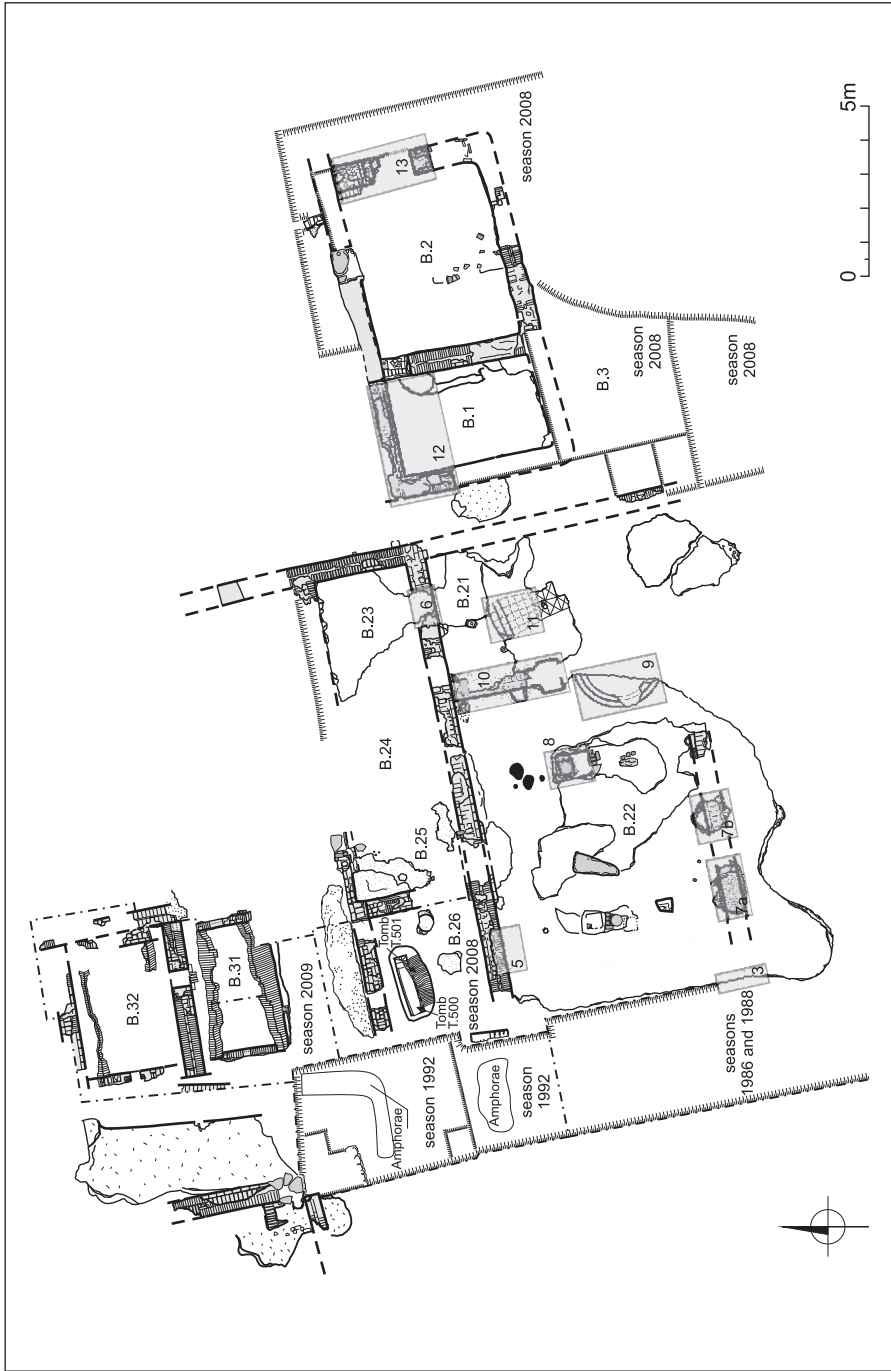 B.32
B.31
season 2009
Tomb
T.501
Tomb
T.500
B.26
season 2008
Amphorae
season 1992
Amphorae
season
1992
seasons
1986 and 1988
3
5
7a
7b
B.22
8
9
10
11
B.21
6
B.23
B.24
B.25
12
B.1
B.2
13
B.3
season
2008
season
2008
season 2008
0
5m